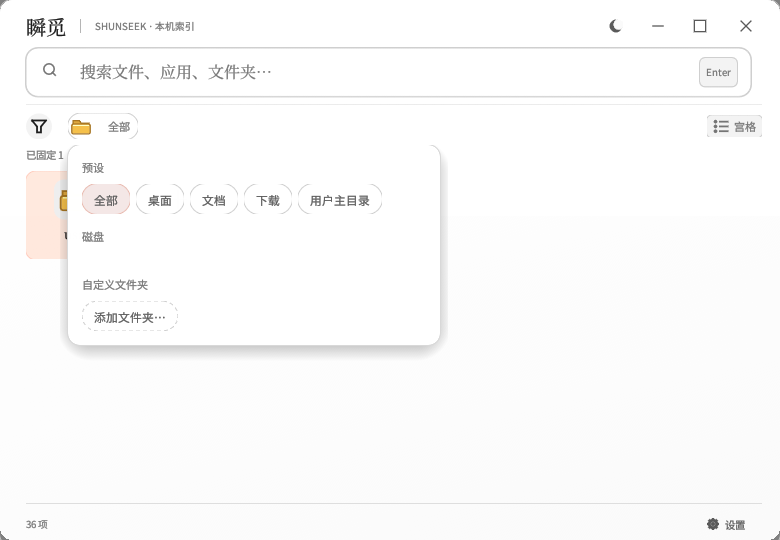 瞬觅 SHUNSEEK · 本机索引
搜索文件、应用、文件夹… Enter
全部 宫格
已固定 1
预设
全部 桌面 文档 下载 用户主目录
磁盘
自定义文件夹
添加文件夹…
36 项 设置